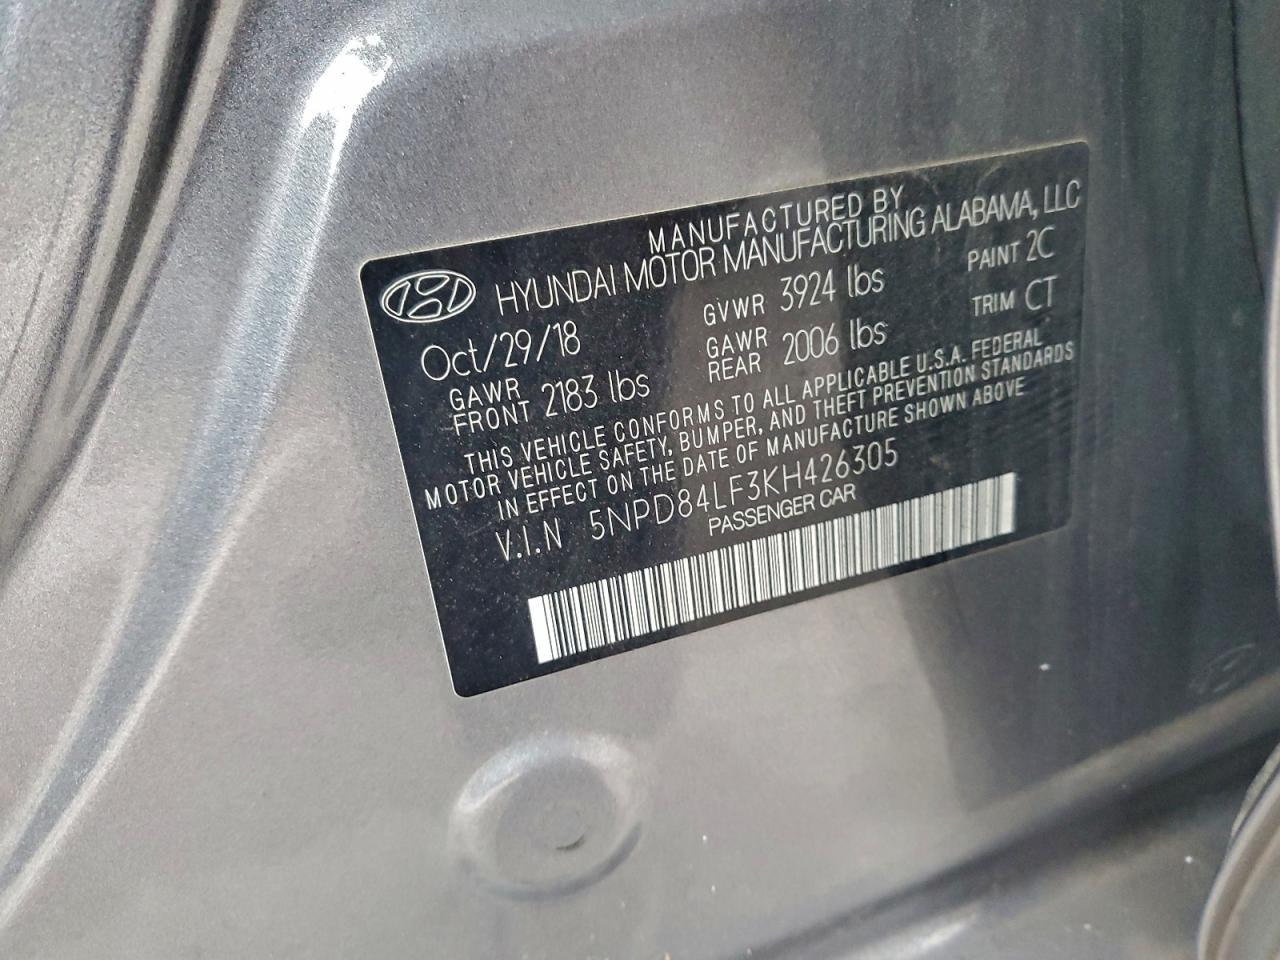 MANUFACTURED BY
HYUNDAI MOTOR MANUFACTURING ALABAMA, LLC
Oct/29/18 GVWR 3924 lbs PAINT 2C
GAWR FRONT 2183 lbs GAWR REAR 2006 lbs TRIM CT
THIS VEHICLE CONFORMS TO ALL APPLICABLE U.S.A. FEDERAL
MOTOR VEHICLE SAFETY, BUMPER, AND THEFT PREVENTION STANDARDS
IN EFFECT ON THE DATE OF MANUFACTURE SHOWN ABOVE
V.I.N 5NPD84LF3KH426305
PASSENGER CAR